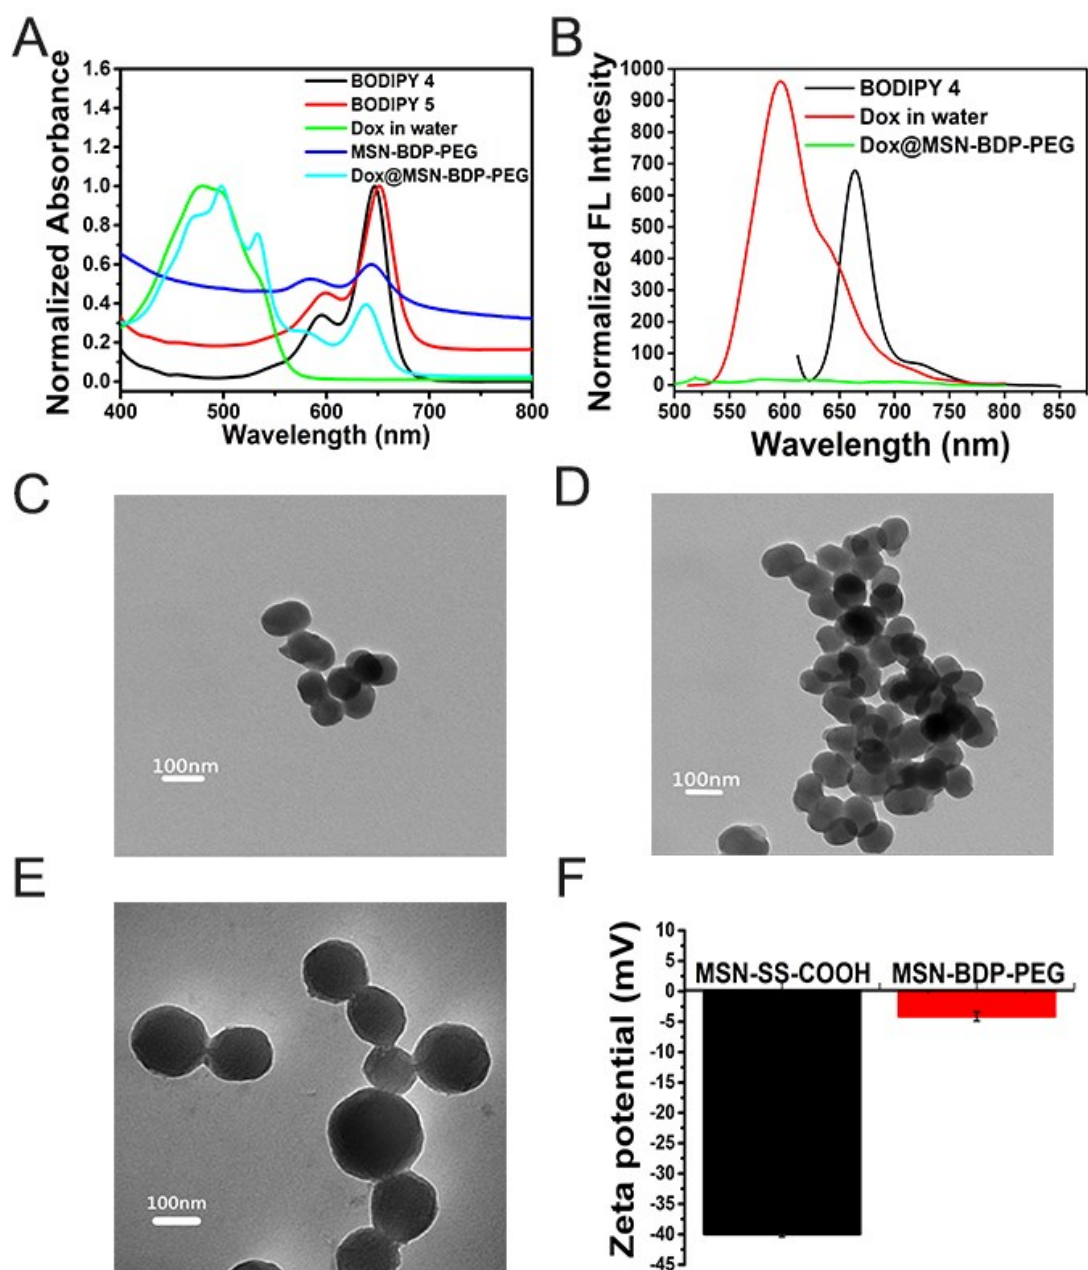 A
Normalized Absorbance
1.6
1.4
1.2
1.0
0.8
0.6
0.4
0.2
0.0
BODIPY 4
BODIPY 5
Dox in water
MSN-BDP-PEG
Dox@MSN-BDP-PEG
400 500 600 700 800
Wavelength (nm)
B
Normalized FL Inthesity
1000
900
800
700
600
500
400
300
200
100
0
BODIPY 4
Dox in water
Dox@MSN-BDP-PEG
500 550 600 650 700 750 800 850
Wavelength (nm)
C
100nm
D
100nm
E
100nm
F
Zeta potential (mV)
10
5
0
-5
-10
-15
-20
-25
-30
-35
-40
-45
MSN-SS-COOH
MSN-BDP-PEG